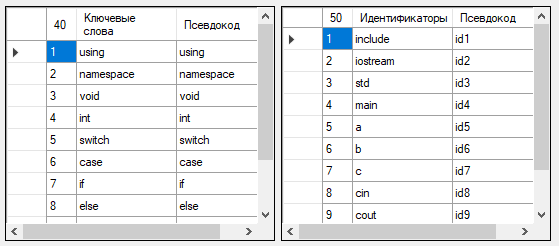 40 Ключевые слова Псевдокод
1 using using
2 namespace namespace
3 void void
4 int int
5 switch switch
6 case case
7 if if
8 else else
50 Идентификаторы Псевдокод
1 include id1
2 iostream id2
3 std id3
4 main id4
5 a id5
6 b id6
7 c id7
8 cin id8
9 cout id9